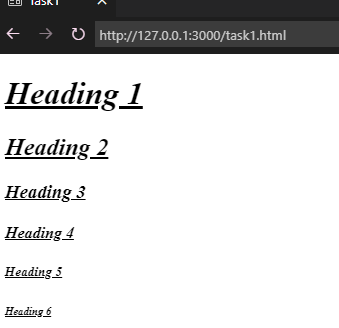 Task1
http://127.0.0.1:3000/task1.html
Heading 1
Heading 2
Heading 3
Heading 4
Heading 5
Heading 6